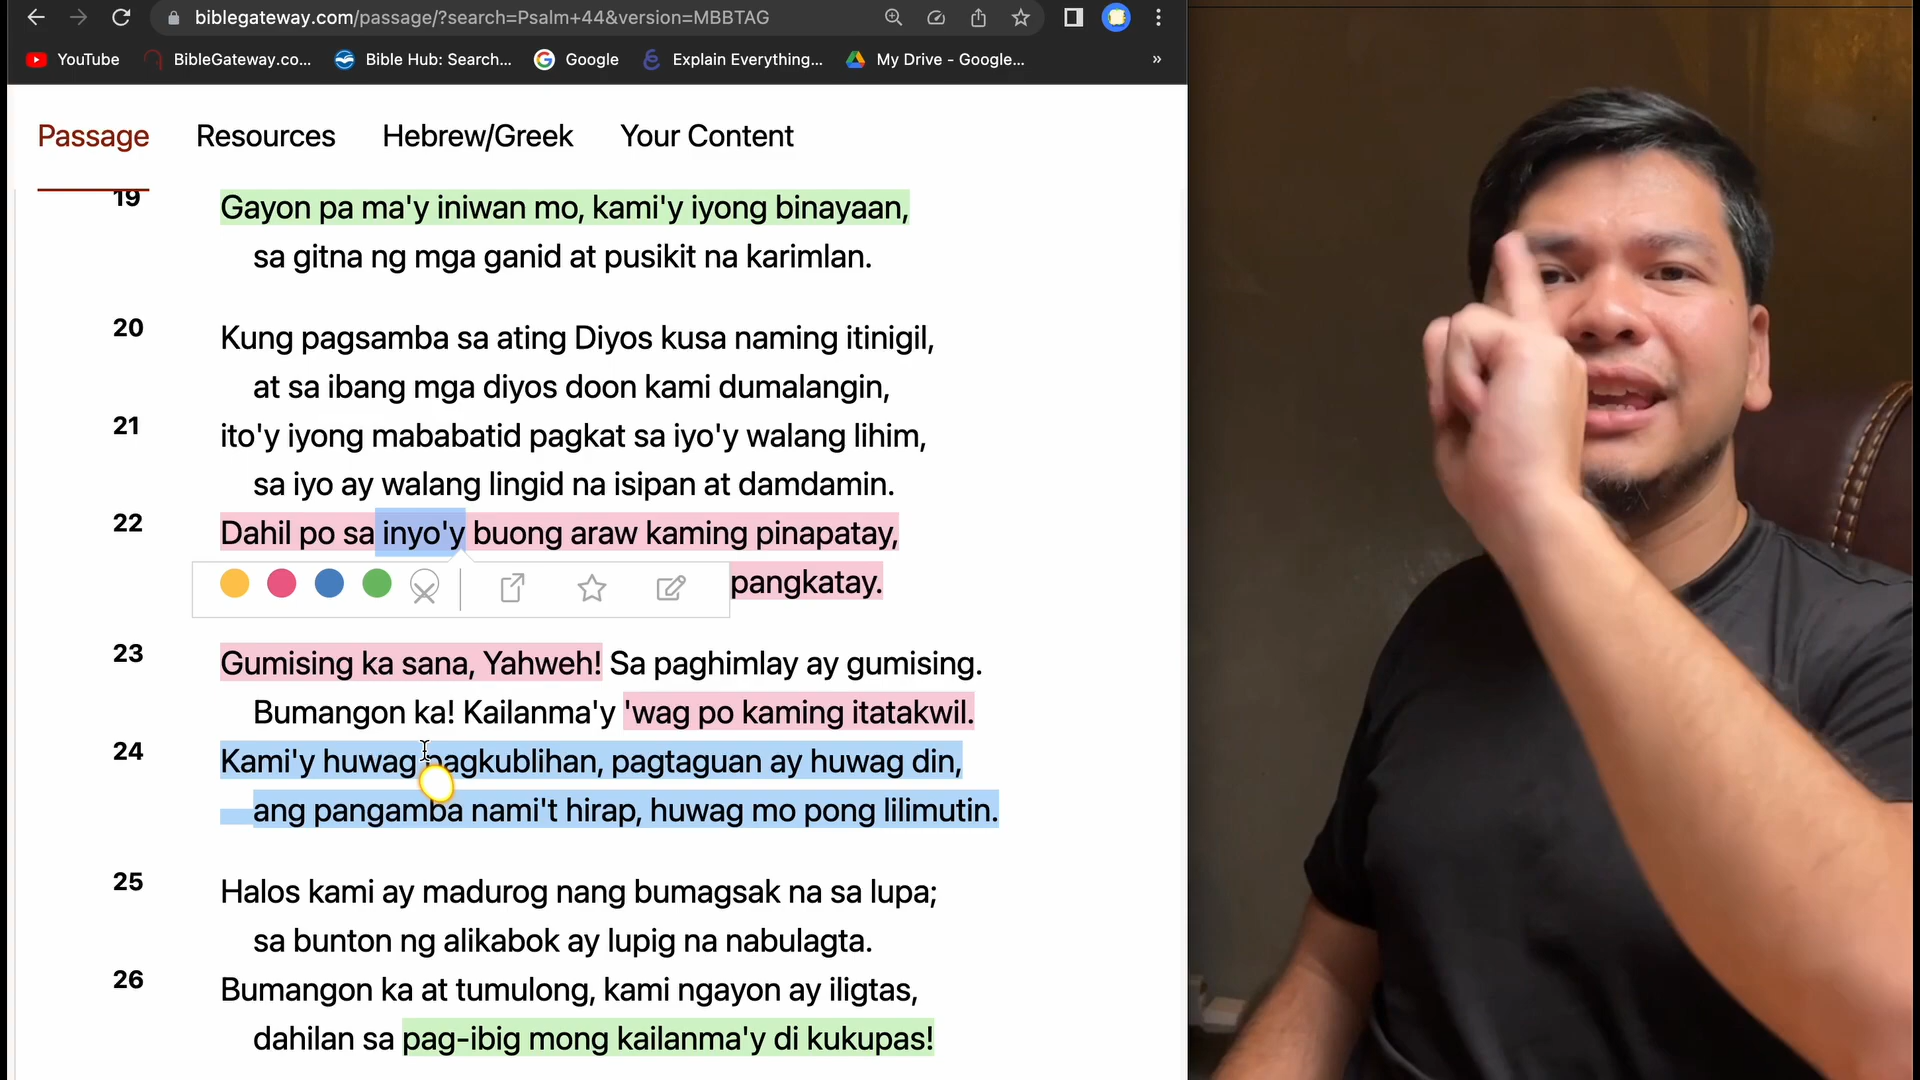 biblegateway.com/passage/?search=Psalm+44&version=MBBTAG
YouTube BibleGateway.co... Bible Hub: Search... Google Explain Everything... My Drive - Google... »
Passage Resources Hebrew/Greek Your Content
19 Gayon pa ma'y iniwan mo, kami'y iyong binayaan,
sa gitna ng mga ganid at pusikit na karimlan.
20 Kung pagsamba sa ating Diyos kusa naming itinigil,
at sa ibang mga diyos doon kami dumalangin,
21 ito'y iyong mababatid pagkat sa iyo'y walang lihim,
sa iyo ay walang lingid na isipan at damdamin.
22 Dahil po sa inyo'y buong araw kaming pinapatay,
pangkatay.
23 Gumising ka sana, Yahweh! Sa paghimlay ay gumising.
Bumangon ka! Kailanma'y 'wag po kaming itatakwil.
24 Kami'y huwag pagkublihan, pagtaguan ay huwag din,
ang pangamba nami't hirap, huwag mo pong lilimutin.
25 Halos kami ay madurog nang bumagsak na sa lupa;
sa bunton ng alikabok ay lupig na nabulagta.
26 Bumangon ka at tumulong, kami ngayon ay iligtas,
dahilan sa pag-ibig mong kailanma'y di kukupas!